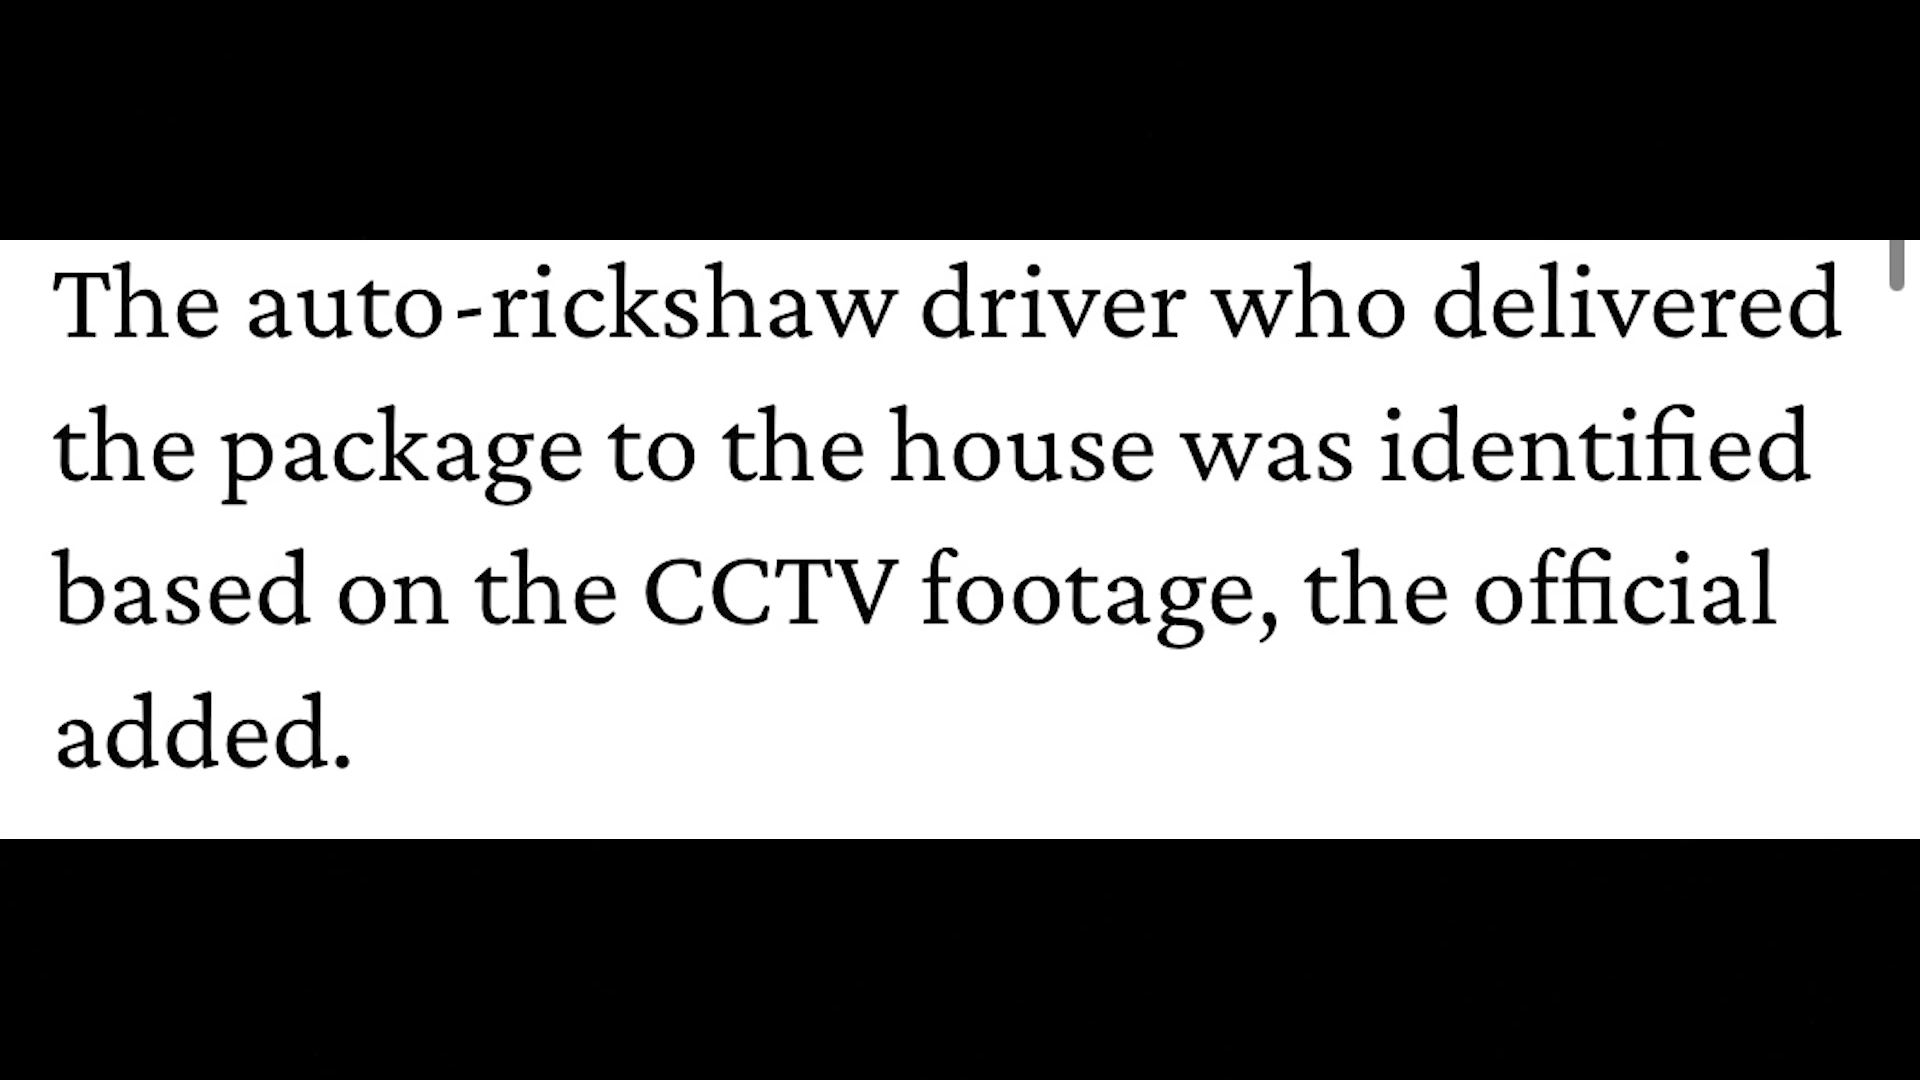 The auto-rickshaw driver who delivered
the package to the house was identified
based on the CCTV footage, the official
added.